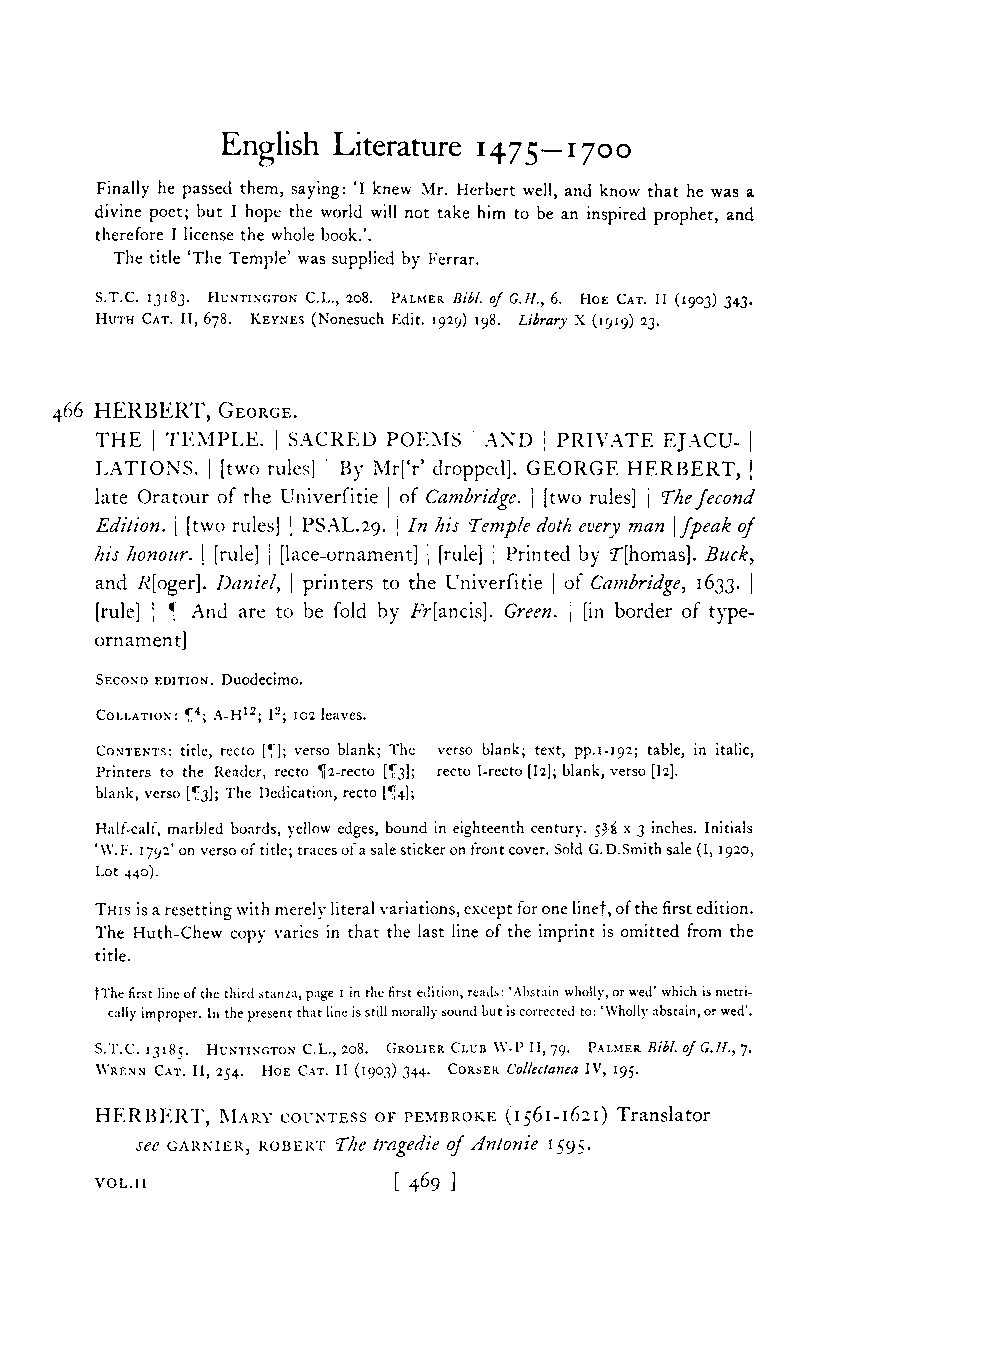 English Literature 1475—1700
Finally he passed them, saying: 'I knew Mr. Herbert well, and know that he was a
divine poet; but I hope the world will not take him to be an inspired prophet, and
therefore I license the whole book.'.
The title 'The Temple' was supplied by Ferrar.
S.T.C. 13183. HUNTINGTON C.L., 208. PALMER Bibl. of G.H., 6. HOE CAT. II (1903) 343.
HUTH CAT. II, 678. KEYNES (Nonesuch Edit. 1929) 198. Library X (1919) 23.
466 HERBERT, GEORGE.
THE | TEMPLE. | SACRED POEMS | AND | PRIVATE EJACU- |
LATIONS. | [two rules] | By Mr['r' dropped]. GEORGE HERBERT, |
late Oratour of the Univerſitie | of Cambridge. | [two rules] | The ſecond
Edition. | [two rules] | PSAL.29. | In his Temple doth every man | ſpeak of
his honour. | [rule] | [lace-ornament] | [rule] | Printed by T[homas]. Buck,
and R[oger]. Daniel, | printers to the Univerſitie | of Cambridge, 1633. |
[rule] | ¶ And are to be ſold by Fr[ancis]. Green. | [in border of type-
ornament]
SECOND EDITION. Duodecimo.
COLLATION: ¶⁴; A-H¹²; I²; 102 leaves.
CONTENTS: title, recto [¶]; verso blank; The
Printers to the Reader, recto ¶2-recto [¶3];
blank, verso [¶3]; The Dedication, recto [¶4];
verso blank; text, pp.1-192; table, in italic,
recto I-recto [I2]; blank, verso [I2].
Half-calf, marbled boards, yellow edges, bound in eighteenth century. 5⅜ x 3 inches. Initials
'W.F. 1792' on verso of title; traces of a sale sticker on front cover. Sold G.D.Smith sale (I, 1920,
Lot 440).
THIS is a resetting with merely literal variations, except for one line†, of the first edition.
The Huth-Chew copy varies in that the last line of the imprint is omitted from the
title.
†The first line of the third stanza, page 1 in the first edition, reads: 'Abstain wholly, or wed' which is metri-
cally improper. In the present that line is still morally sound but is corrected to: 'Wholly abstain, or wed'.
S.T.C. 13185. HUNTINGTON C.L., 208. GROLIER CLUB W-P II, 79. PALMER Bibl. of G.H., 7.
WRENN CAT. II, 254. HOE CAT. II (1903) 344. CORSER Collectanea IV, 195.
HERBERT, MARY COUNTESS OF PEMBROKE (1561-1621) Translator
see GARNIER, ROBERT The tragedie of Antonie 1595.
VOL.II [ 469 ]